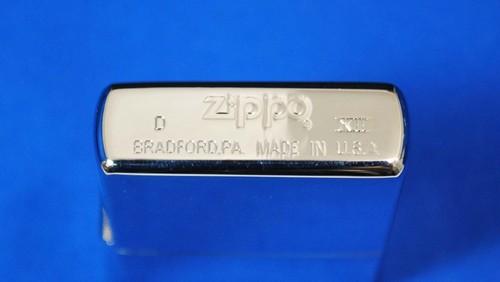 Zippo
D XIII
BRADFORD,PA. MADE IN U.S.A.